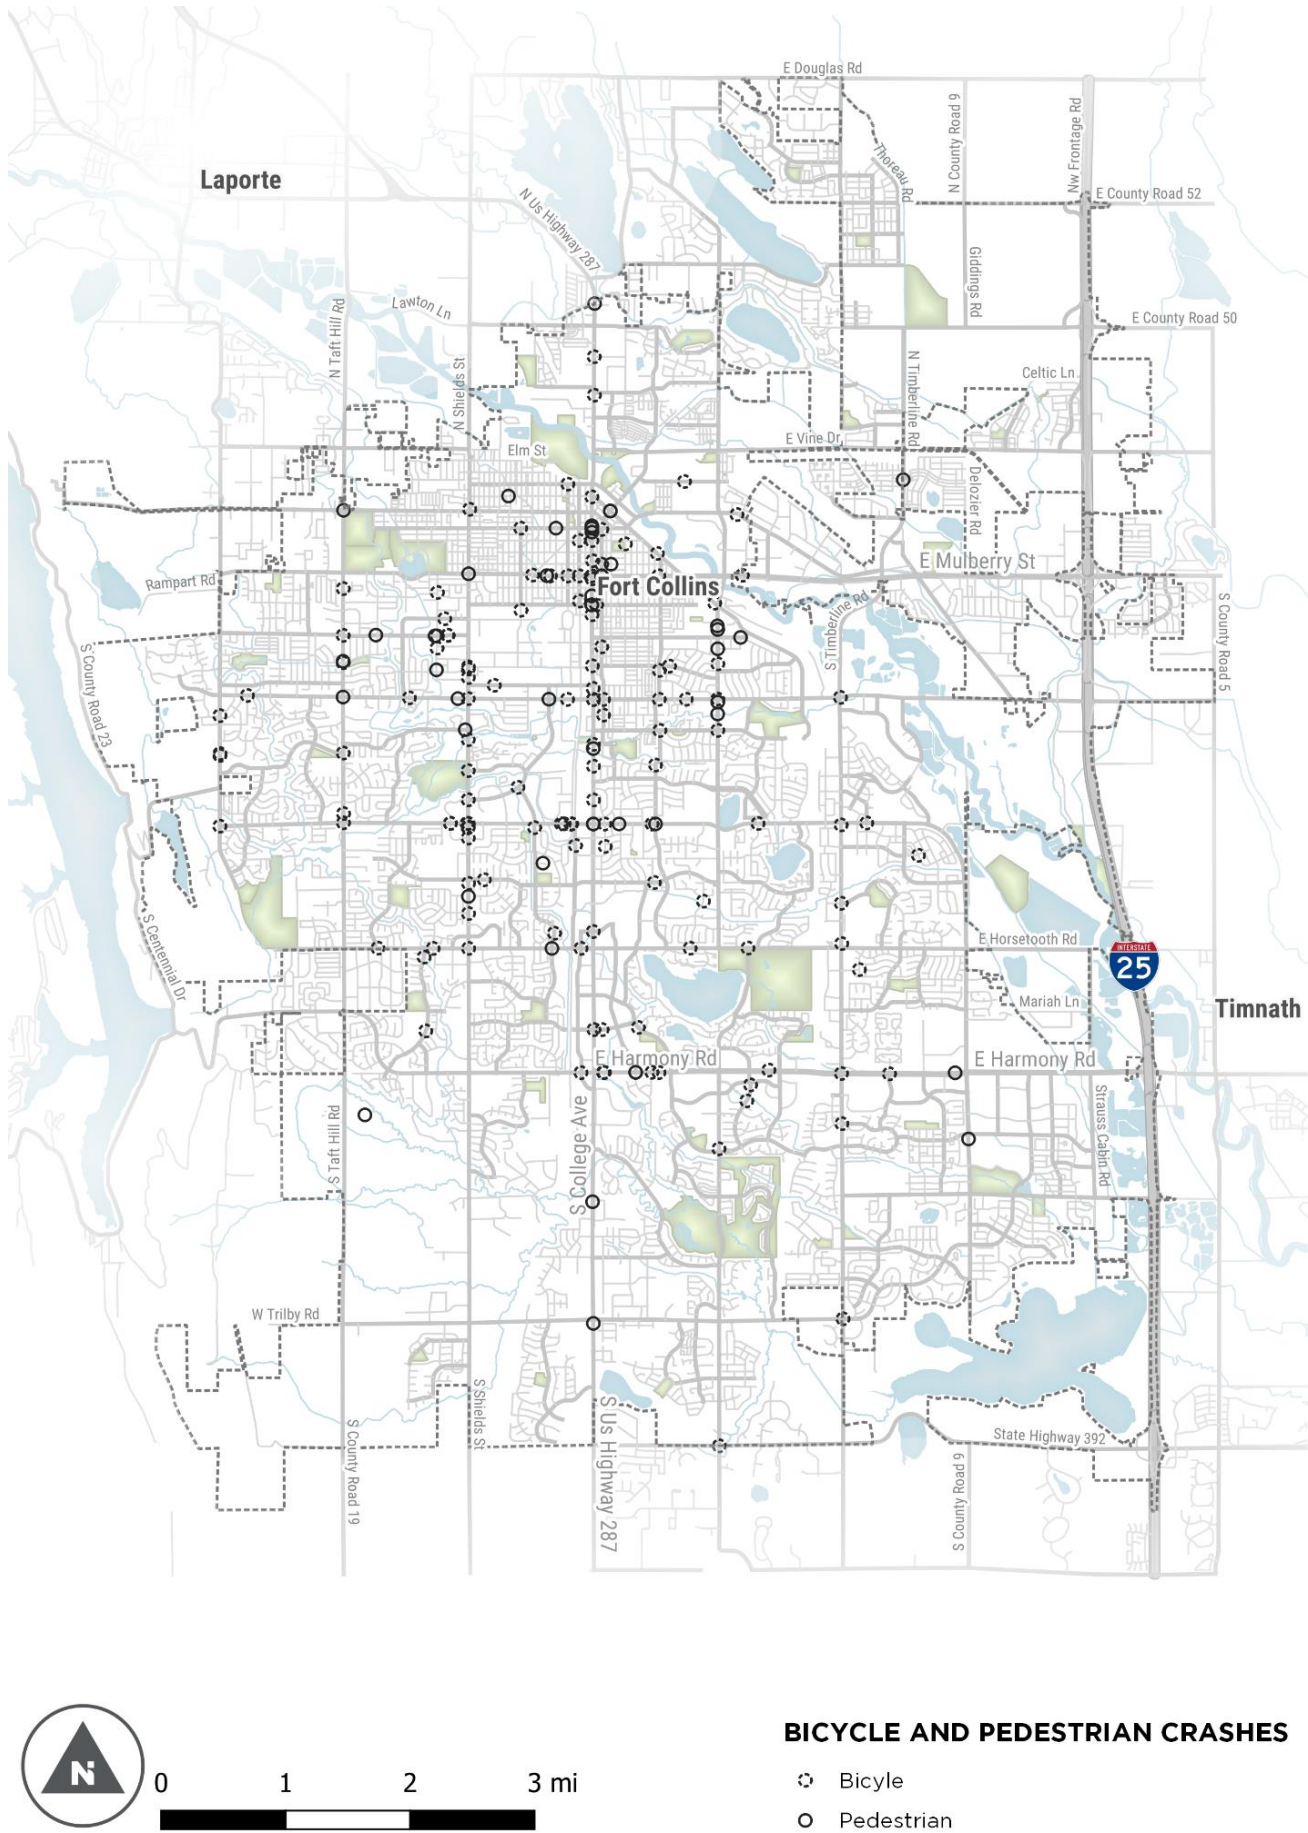 E Douglas Rd
N County Road 9
Nw Frontage Rd
Thoreau Rd
Laporte
E County Road 52
N Us Highway 287
Giddings Rd
Lawton Ln
N Taft Hill Rd
E County Road 50
N Shields St
N Timberline Rd
Celtic Ln
Elm St
E Vine Dr
Delozier Rd
E Mulberry St
Rampart Rd
Fort Collins
S Timberline Rd
S County Road 5
S County Road 23
S Centennial Dr
E Horsetooth Rd
INTERSTATE
25
Mariah Ln
Timnath
E Harmony Rd
E Harmony Rd
S College Ave
S Taft Hill Rd
Strauss Cabin Rd
W Trilby Rd
S Shields St
S Us Highway 287
S County Road 19
State Highway 392
S County Road 9
N
0 1 2 3 mi
BICYCLE AND PEDESTRIAN CRASHES
Bicyle
Pedestrian